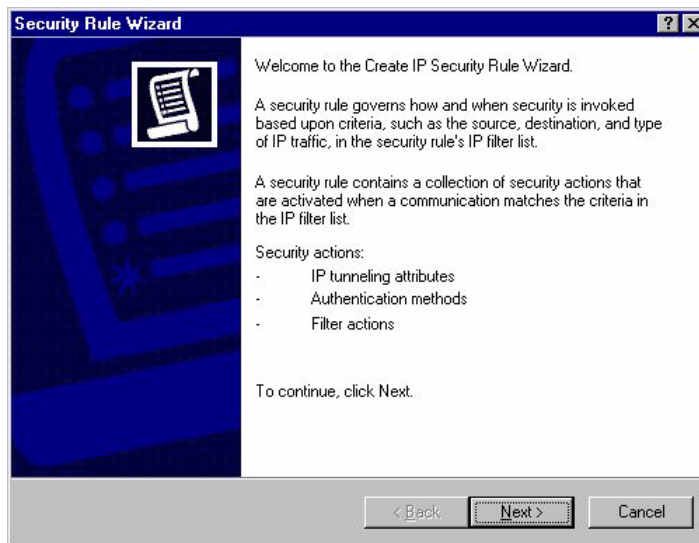 Security Rule Wizard
Welcome to the Create IP Security Rule Wizard.
A security rule governs how and when security is invoked
based upon criteria, such as the source, destination, and type
of IP traffic, in the security rule's IP filter list.
A security rule contains a collection of security actions that
are activated when a communication matches the criteria in
the IP filter list.
Security actions:
- IP tunneling attributes
- Authentication methods
- Filter actions
To continue, click Next.
< Back Next > Cancel